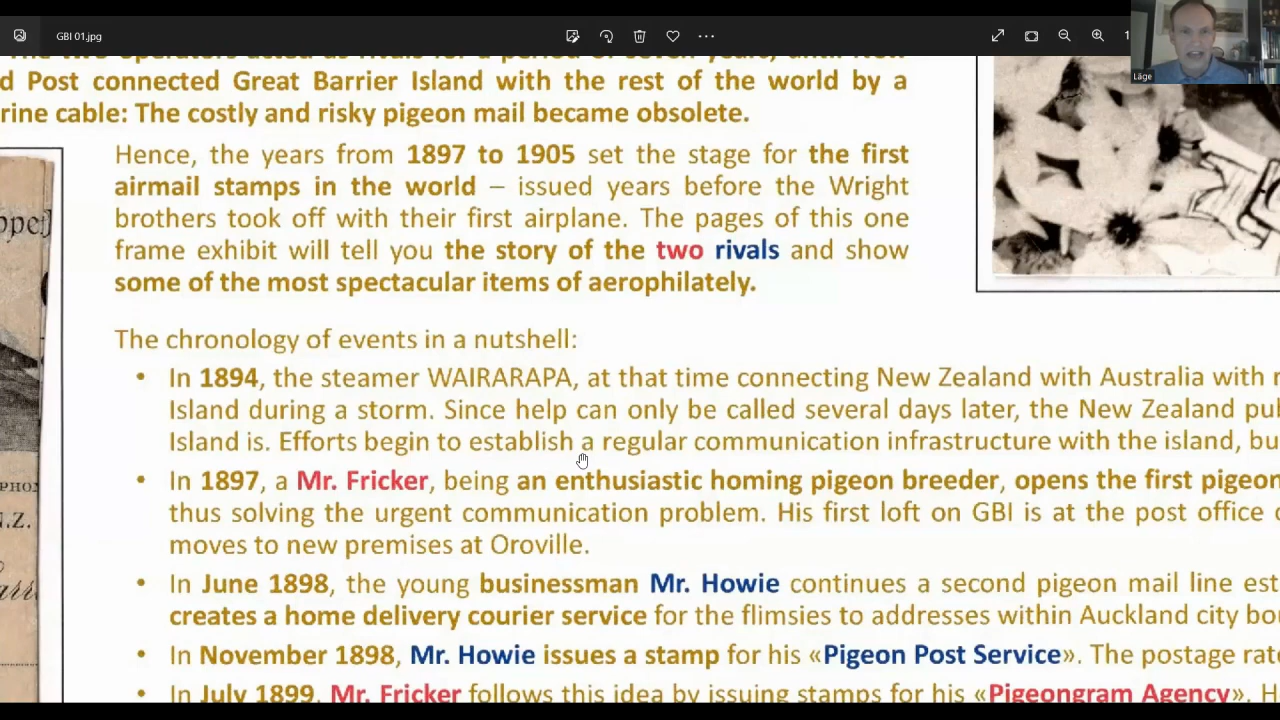 GBI 01.jpg
Läge
d Post connected Great Barrier Island with the rest of the world by a
rine cable: The costly and risky pigeon mail became obsolete.
Hence, the years from 1897 to 1905 set the stage for the first
airmail stamps in the world – issued years before the Wright
brothers took off with their first airplane. The pages of this one
frame exhibit will tell you the story of the two rivals and show
some of the most spectacular items of aerophilately.
The chronology of events in a nutshell:
• In 1894, the steamer WAIRARAPA, at that time connecting New Zealand with Australia with
Island during a storm. Since help can only be called several days later, the New Zealand pu
Island is. Efforts begin to establish a regular communication infrastructure with the island, bu
• In 1897, a Mr. Fricker, being an enthusiastic homing pigeon breeder, opens the first pigeon
thus solving the urgent communication problem. His first loft on GBI is at the post office
moves to new premises at Oroville.
• In June 1898, the young businessman Mr. Howie continues a second pigeon mail line est
creates a home delivery courier service for the flimsies to addresses within Auckland city bo
• In November 1898, Mr. Howie issues a stamp for his «Pigeon Post Service». The postage rat
• In July 1899, Mr. Fricker follows this idea by issuing stamps for his «Pigeongram Agency». H
N.Z.